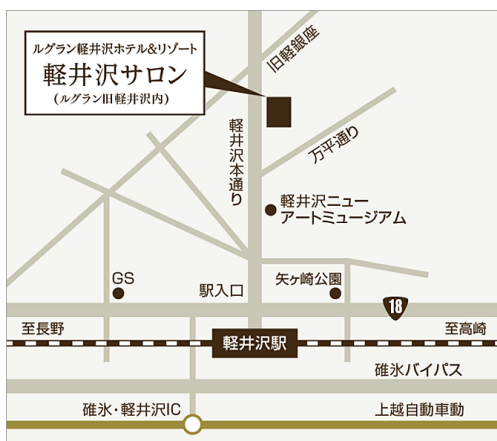 ルグラン軽井沢ホテル&リゾート
軽井沢サロン
(ルグラン旧軽井沢内)
旧軽銀座
軽井沢本通り
万平通り
軽井沢ニュー
アートミュージアム
GS
駅入口
矢ヶ崎公園
18
至長野
軽井沢駅
至高崎
碓氷バイパス
碓氷・軽井沢IC
上越自動車動